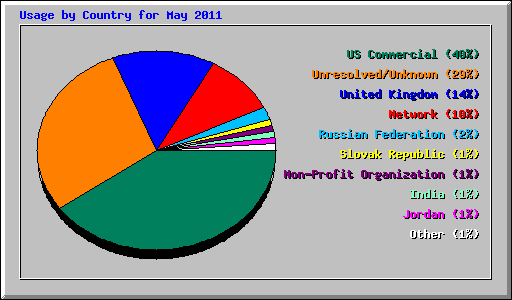 Usage by Country for May 2011
US Commercial (40%)
Unresolved/Unknown (29%)
United Kingdom (14%)
Network (10%)
Russian Federation (2%)
Slovak Republic (1%)
Non-Profit Organization (1%)
India (1%)
Jordan (1%)
Other (1%)